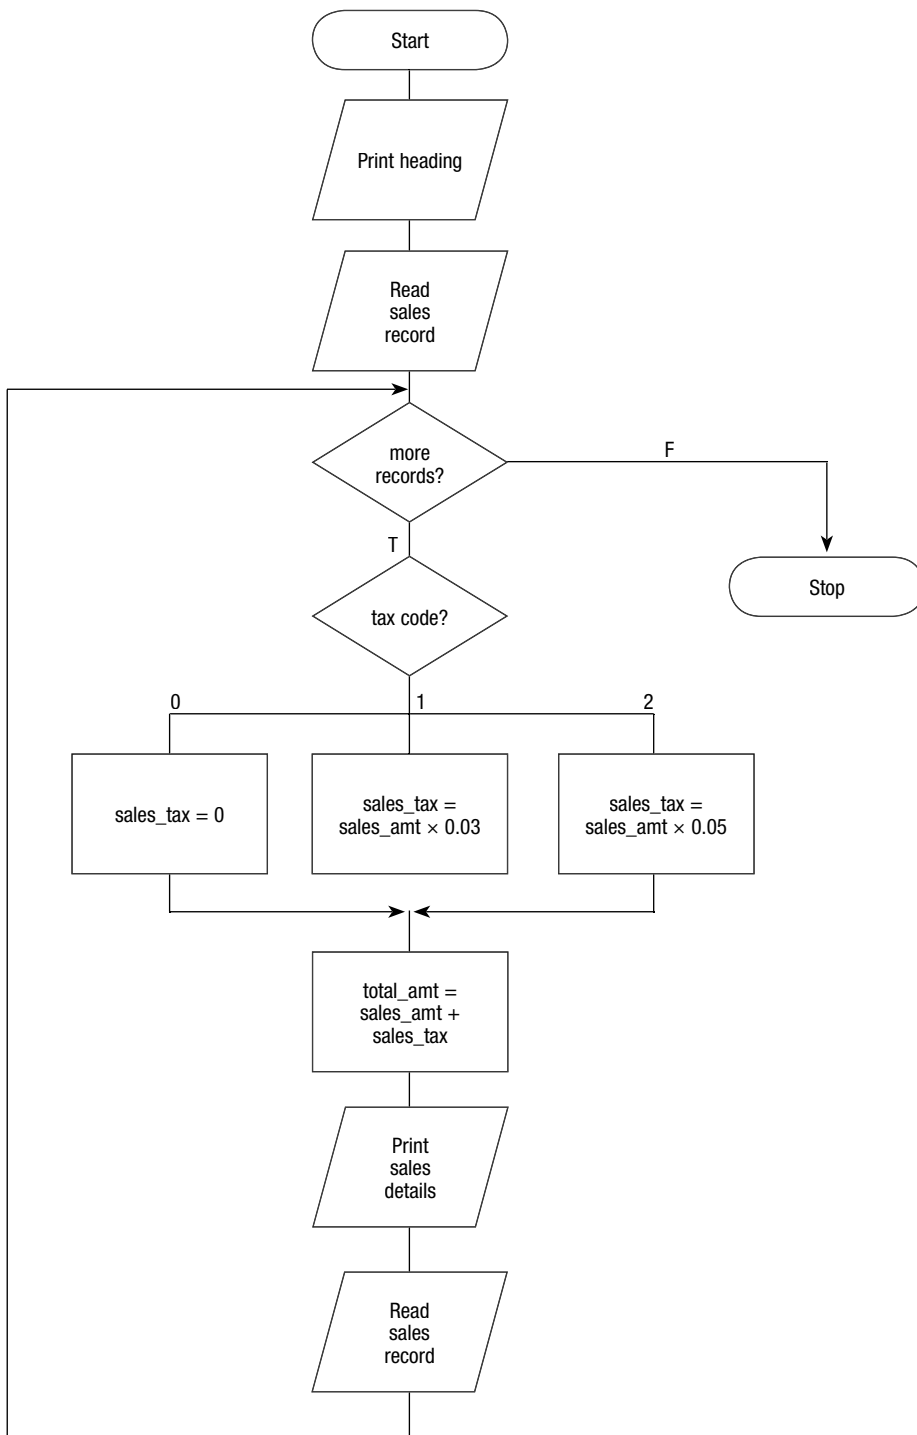 Start
Print heading
Read
sales
record
more
records?
F
T
Stop
tax code?
0
1
2
sales_tax = 0
sales_tax =
sales_amt × 0.03
sales_tax =
sales_amt × 0.05
total_amt =
sales_amt +
sales_tax
Print
sales
details
Read
sales
record